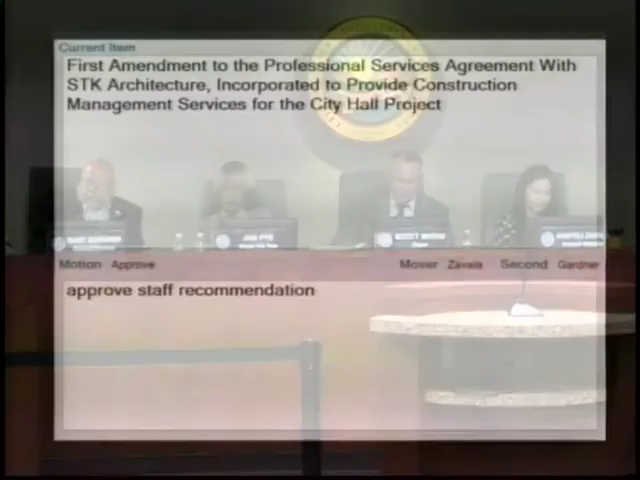 Current Item
First Amendment to the Professional Services Agreement With
STK Architecture, Incorporated to Provide Construction
Management Services for the City Hall Project
Motion Approve Mover Zavala Second Gardner
approve staff recommendation